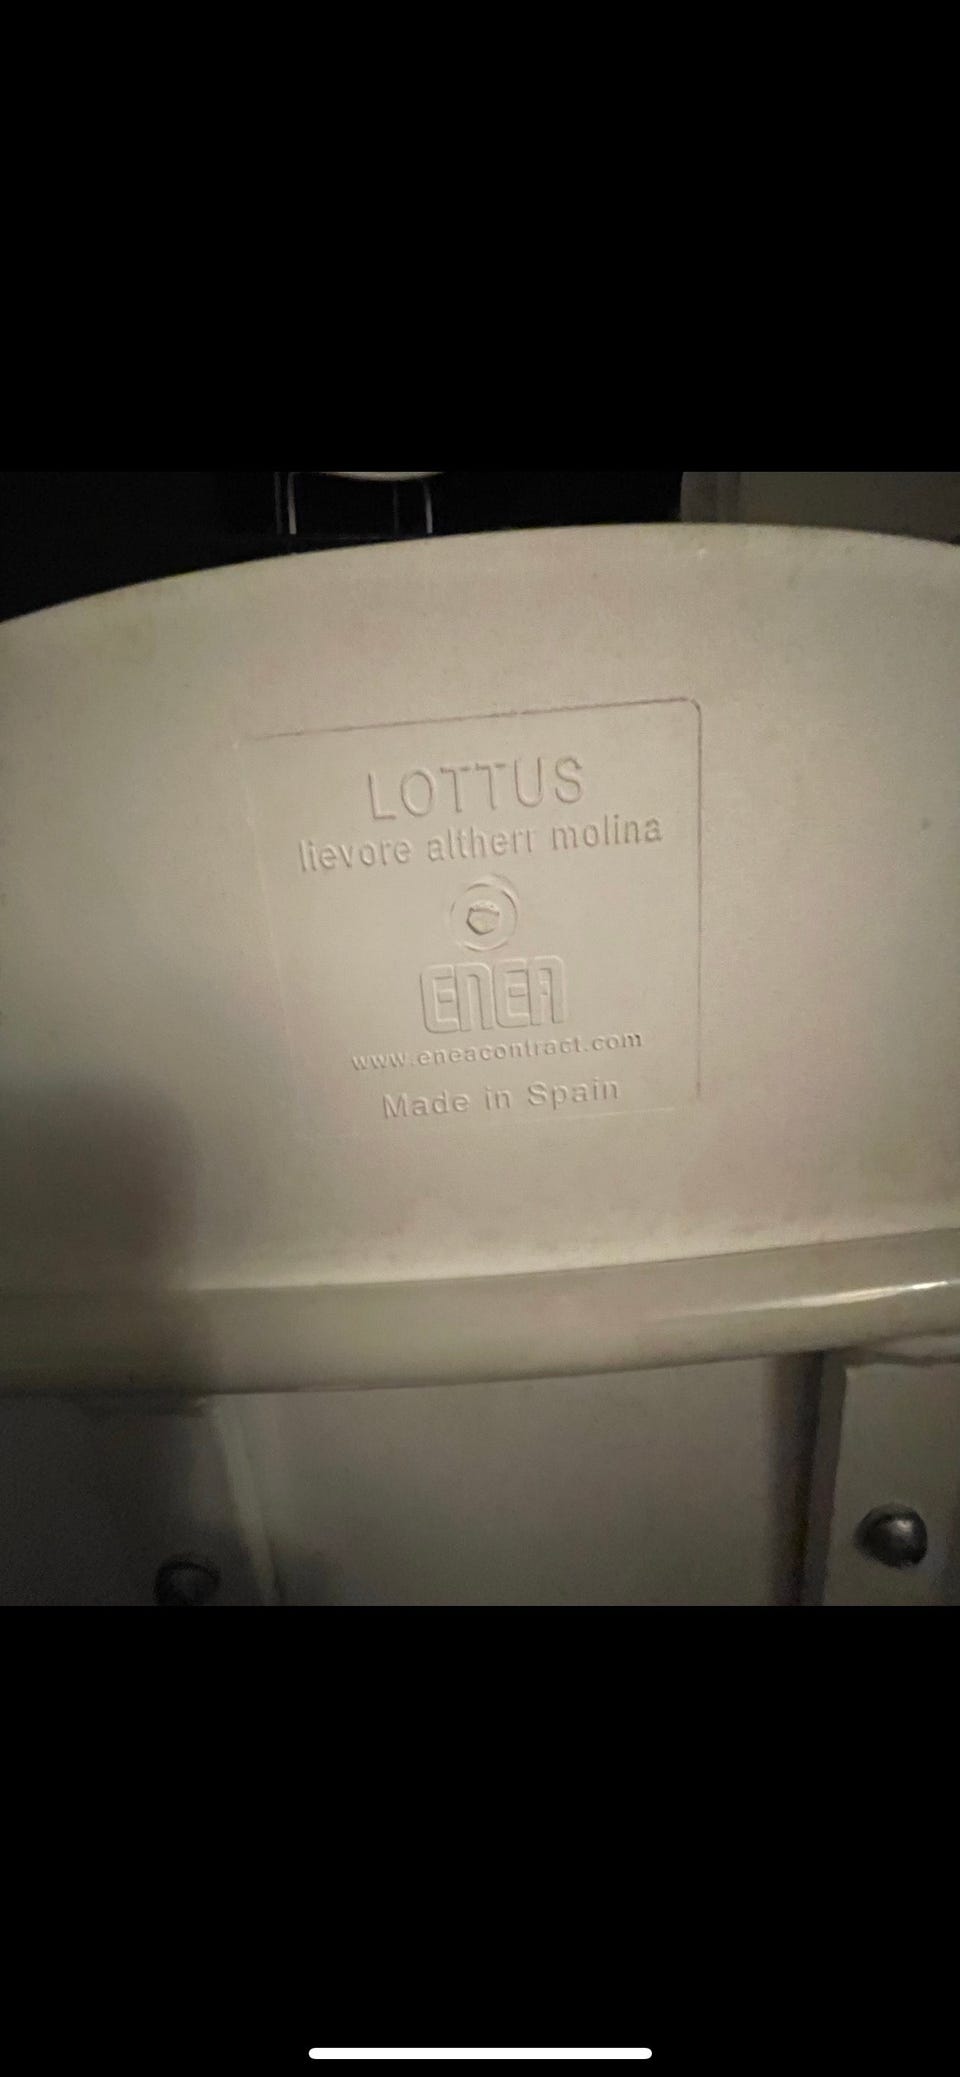 LOTTUS
lievore altherr molina
ENEA
www.eneacontract.com
Made in Spain